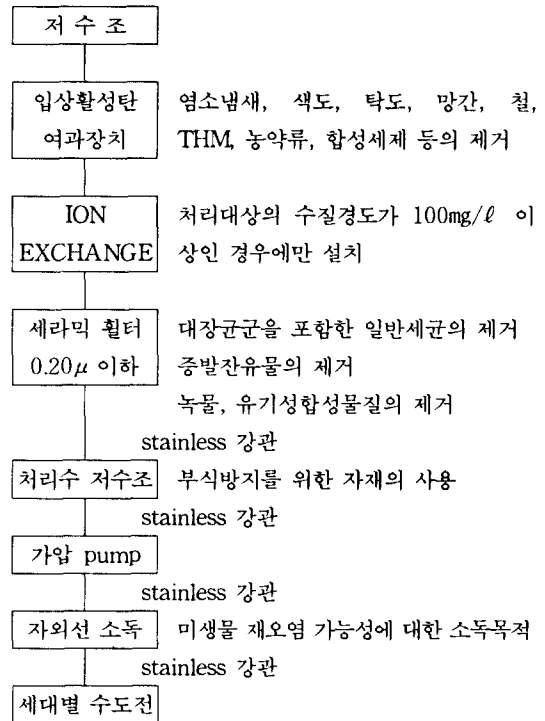 저 수 조
입상활성탄 염소냄새, 색도, 탁도, 망간, 철,
여과장치 THM, 농약류, 합성세제 등의 제거
ION 처리대상의 수질경도가 100㎎/ℓ 이
EXCHANGE 상인 경우에만 설치
세라믹 휠터 대장균군을 포함한 일반세균의 제거
0.20μ 이하 증발잔유물의 제거
녹물, 유기성합성물질의 제거
stainless 강관
처리수 저수조 부식방지를 위한 자재의 사용
stainless 강관
가압 pump
stainless 강관
자외선 소독 미생물 재오염 가능성에 대한 소독목적
stainless 강관
세대별 수도전